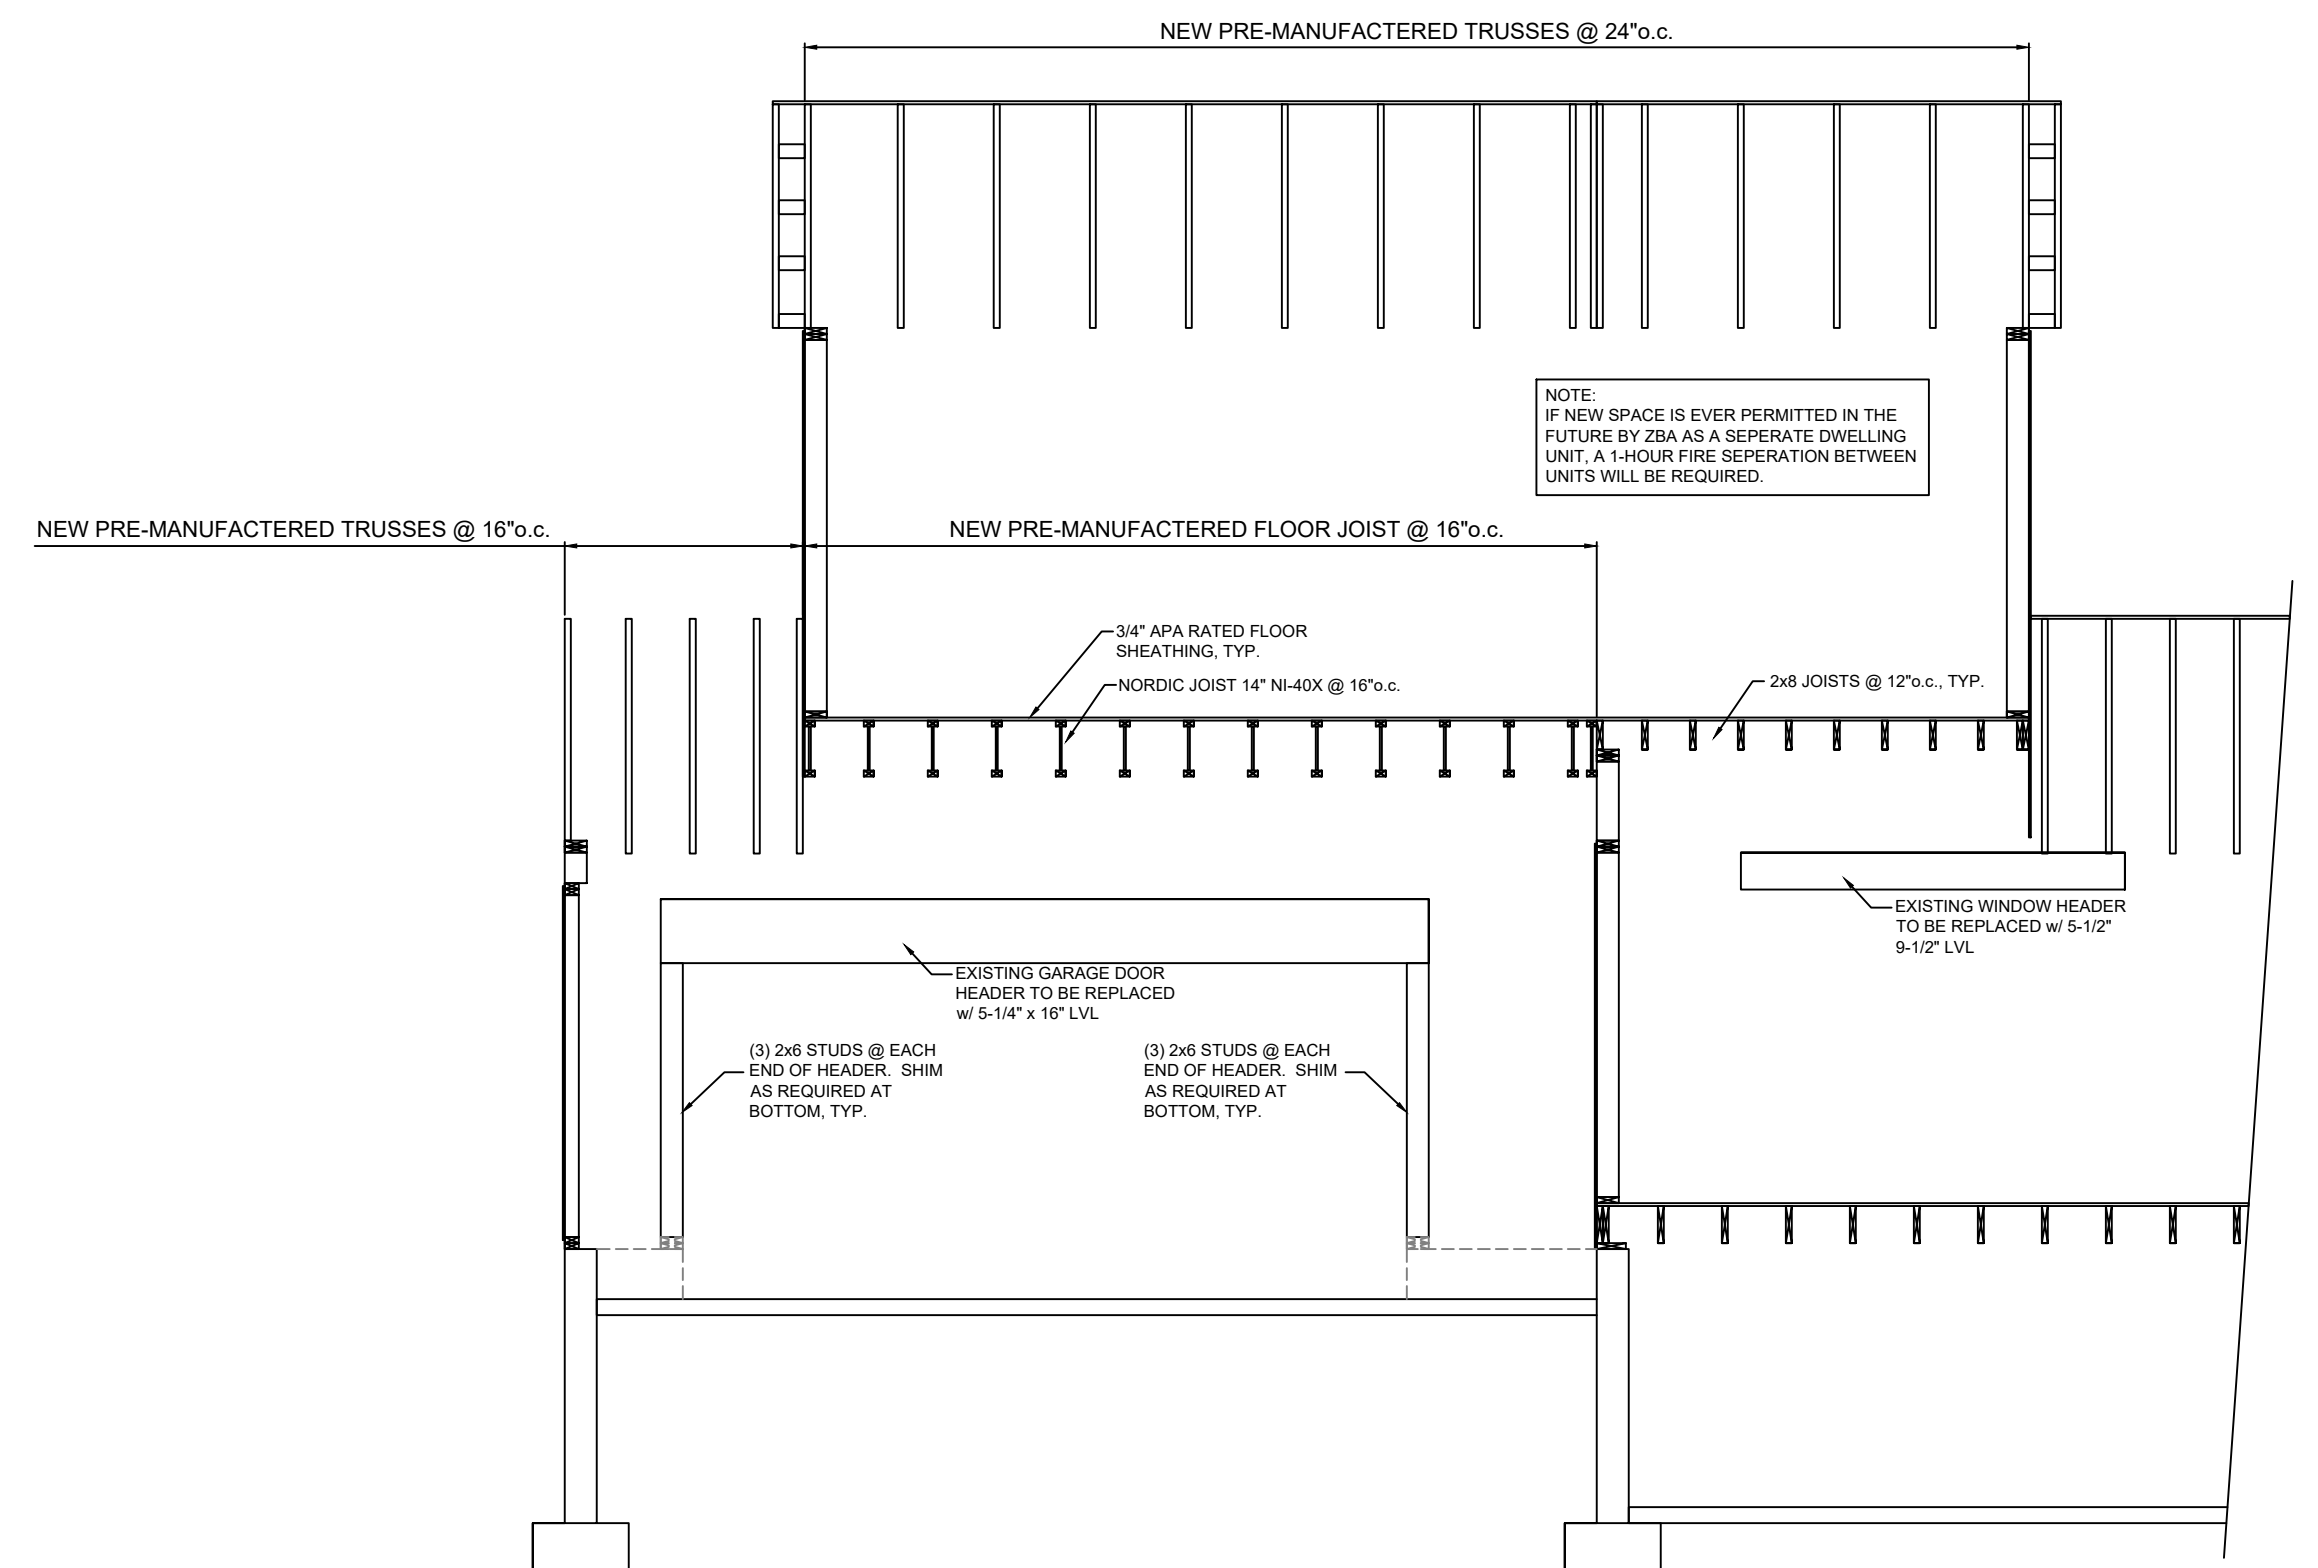 NEW PRE-MANUFACTERED TRUSSES @ 24"o.c.
NOTE:
IF NEW SPACE IS EVER PERMITTED IN THE
FUTURE BY ZBA AS A SEPERATE DWELLING
UNIT, A 1-HOUR FIRE SEPERATION BETWEEN
UNITS WILL BE REQUIRED.
NEW PRE-MANUFACTERED TRUSSES @ 16"o.c.
NEW PRE-MANUFACTERED FLOOR JOIST @ 16"o.c.
3/4" APA RATED FLOOR
SHEATHING, TYP.
NORDIC JOIST 14" NI-40X @ 16"o.c.
2x8 JOISTS @ 12"o.c., TYP.
EXISTING WINDOW HEADER
TO BE REPLACED w/ 5-1/2"
9-1/2" LVL
EXISTING GARAGE DOOR
HEADER TO BE REPLACED
w/ 5-1/4" x 16" LVL
(3) 2x6 STUDS @ EACH
END OF HEADER.  SHIM
AS REQUIRED AT
BOTTOM, TYP.
(3) 2x6 STUDS @ EACH
END OF HEADER.  SHIM
AS REQUIRED AT
BOTTOM, TYP.